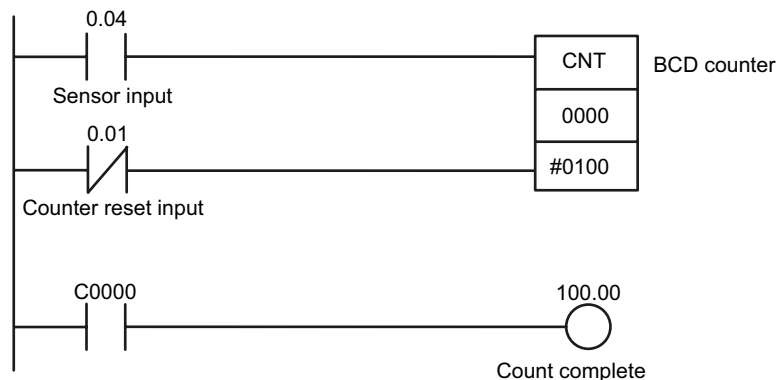 0.04
CNT
BCD counter
Sensor input
0000
0.01
#0100
Counter reset input
C0000
100.00
Count complete